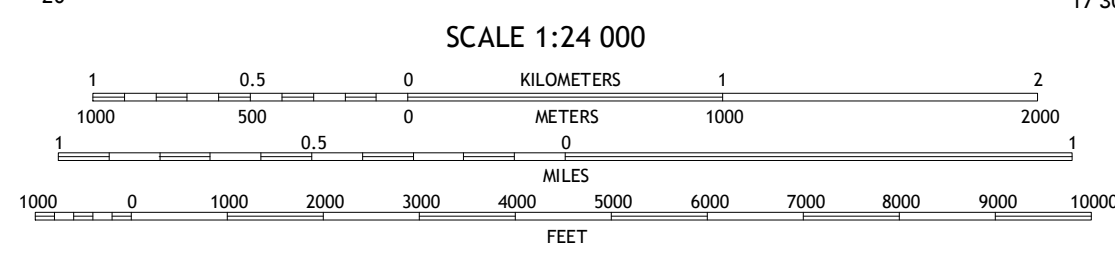 SCALE 1:24 000
1 0.5 0 KILOMETERS 1 2
1000 500 0 METERS 1000 2000
1 0.5 0 1
MILES
1000 0 1000 2000 3000 4000 5000 6000 7000 8000 9000 10000
FEET